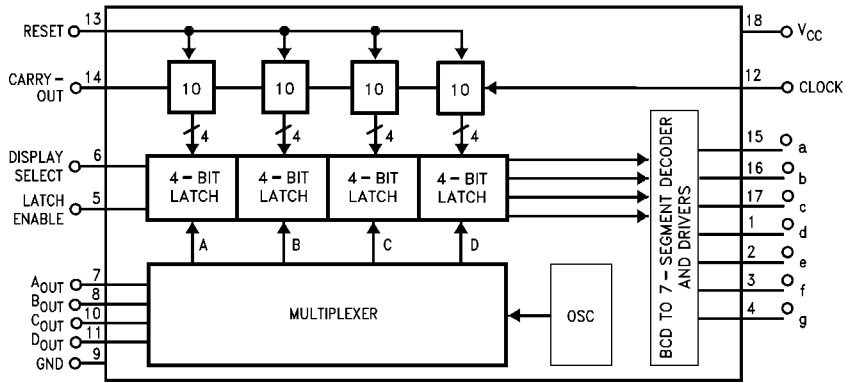 RESET 13
18 VCC
CARRY-OUT 14
10 10 10 10
12 CLOCK
4 4 4 4
DISPLAY SELECT 6
LATCH ENABLE 5
4-BIT LATCH
4-BIT LATCH
4-BIT LATCH
4-BIT LATCH
BCD TO 7-SEGMENT DECODER AND DRIVERS
15 a
16 b
17 c
1 d
2 e
3 f
4 g
A B C D
AOUT 7
BOUT 8
COUT 10
DOUT 11
GND 9
MULTIPLEXER
OSC